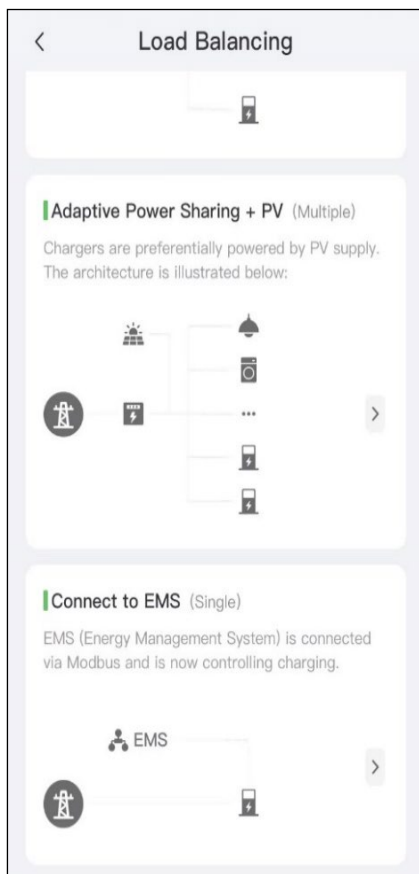 Load Balancing
Adaptive Power Sharing + PV (Multiple)
Chargers are preferentially powered by PV supply.
The architecture is illustrated below:
Connect to EMS (Single)
EMS (Energy Management System) is connected
via Modbus and is now controlling charging.
EMS